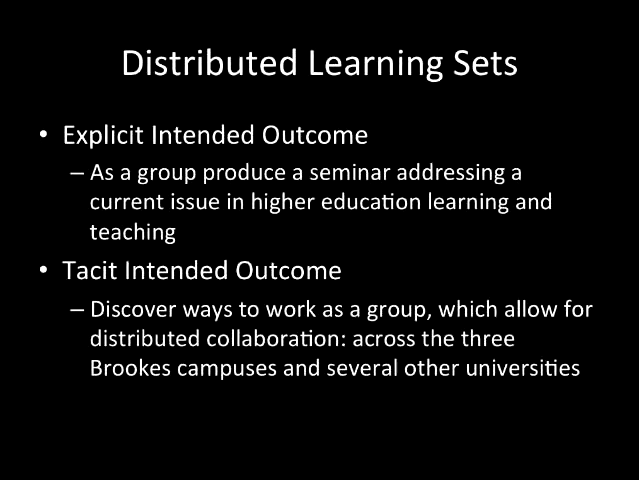 Distributed Learning Sets
• Explicit Intended Outcome
– As a group produce a seminar addressing a
current issue in higher education learning and
teaching
• Tacit Intended Outcome
– Discover ways to work as a group, which allow for
distributed collaboration: across the three
Brookes campuses and several other universities